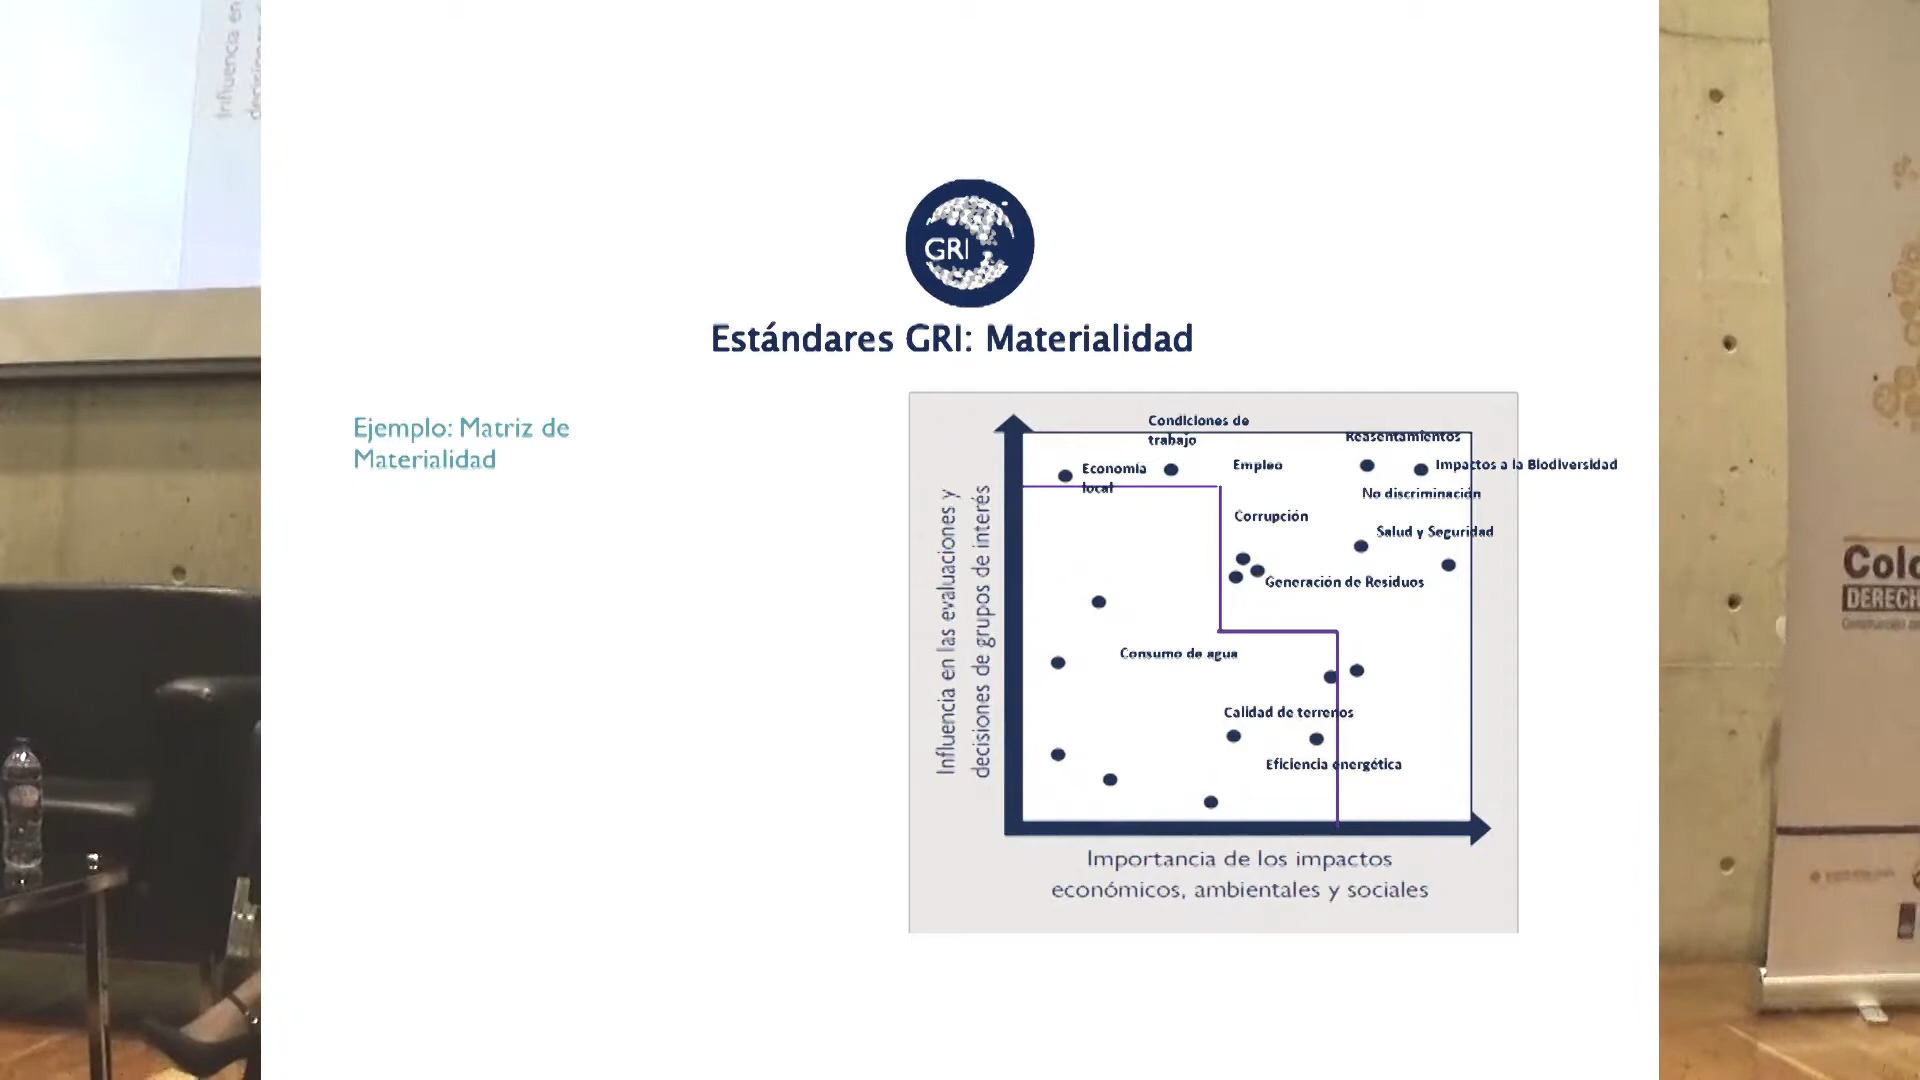 Influencia en
GRI
Estándares GRI: Materialidad
Ejemplo: Matriz de
Materialidad
Condiciones de
trabajo
Reasentamientos
Economía
local
Empleo
Impactos a la Biodiversidad
No discriminación
Corrupción
Salud y Seguridad
Generación de Residuos
Consumo de agua
Calidad de terrenos
Eficiencia energética
Influencia en las evaluaciones y
decisiones de grupos de interés
Importancia de los impactos
económicos, ambientales y sociales